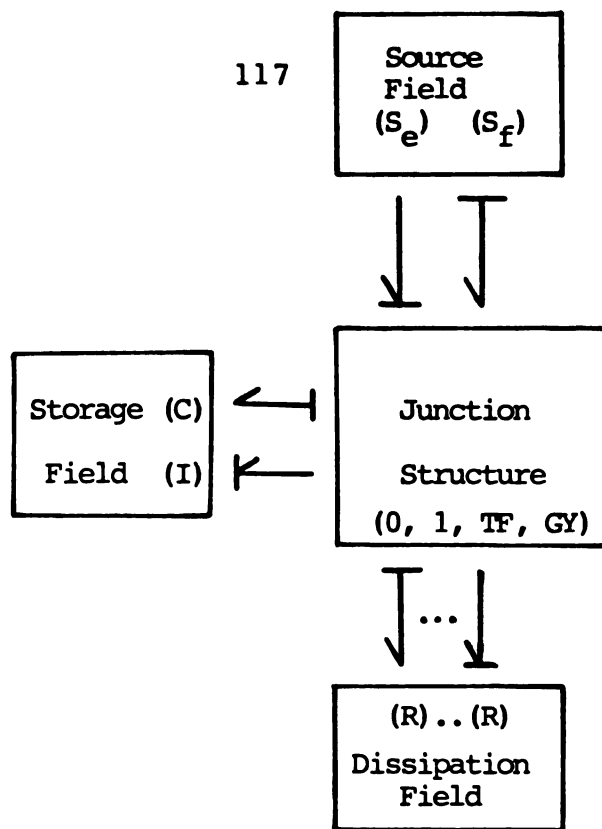 117
Source
Field
(Se) (Sf)
Storage (C)
Field (I)
Junction
Structure
(0, 1, TF, GY)
...
(R)..(R)
Dissipation
Field